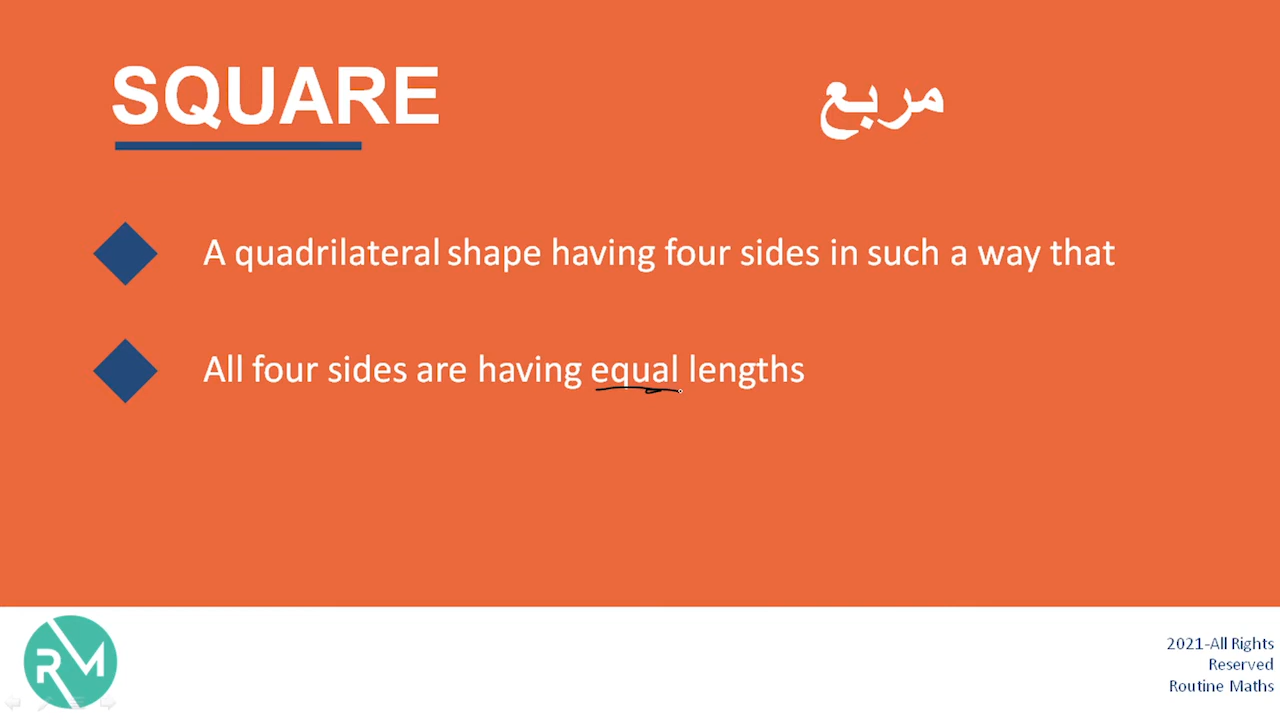 SQUARE
مربع
A quadrilateral shape having four sides in such a way that
All four sides are having equal lengths
RM
2021-All Rights
Reserved
Routine Maths